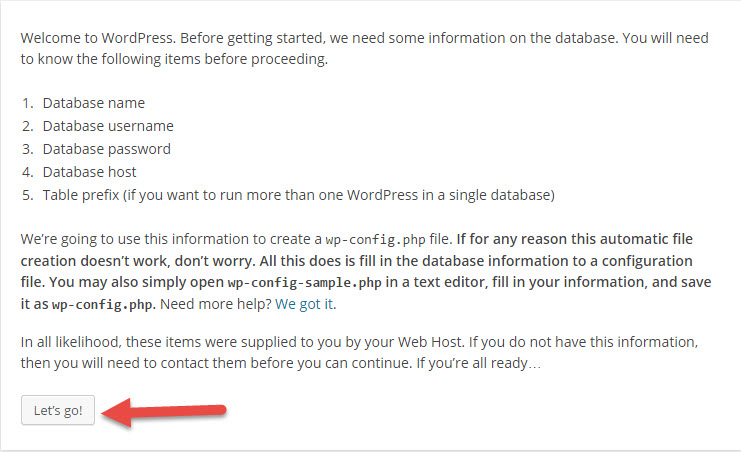 Welcome to WordPress. Before getting started, we need some information on the database. You will need
to know the following items before proceeding.
1. Database name
2. Database username
3. Database password
4. Database host
5. Table prefix (if you want to run more than one WordPress in a single database)
We’re going to use this information to create a wp-config.php file. If for any reason this automatic file
creation doesn’t work, don’t worry. All this does is fill in the database information to a configuration
file. You may also simply open wp-config-sample.php in a text editor, fill in your information, and save
it as wp-config.php. Need more help? We got it.
In all likelihood, these items were supplied to you by your Web Host. If you do not have this information,
then you will need to contact them before you can continue. If you’re all ready…
Let’s go!